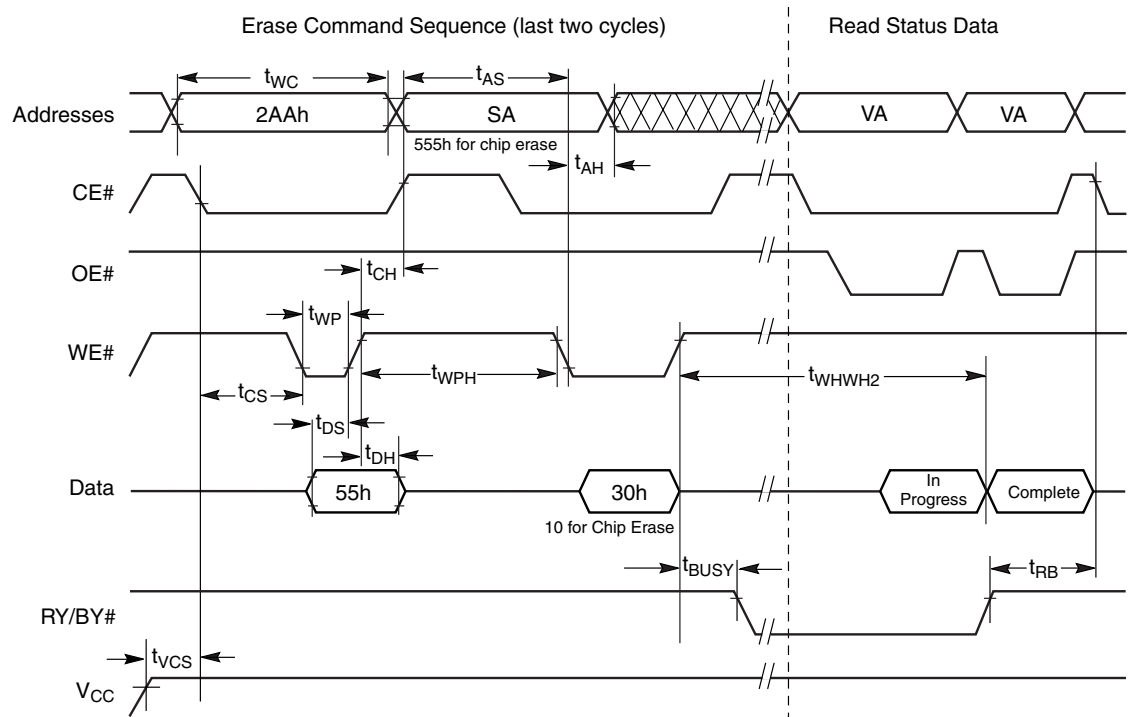 Erase Command Sequence (last two cycles)
Read Status Data
tWC
tAS
Addresses
2AAh
SA
VA
VA
555h for chip erase
tAH
CE#
OE#
tCH
tWP
WE#
tWPH
tWHWH2
tCS
tDS
tDH
Data
55h
30h
In
Progress
Complete
10 for Chip Erase
tBUSY
tRB
RY/BY#
tVCS
VCC